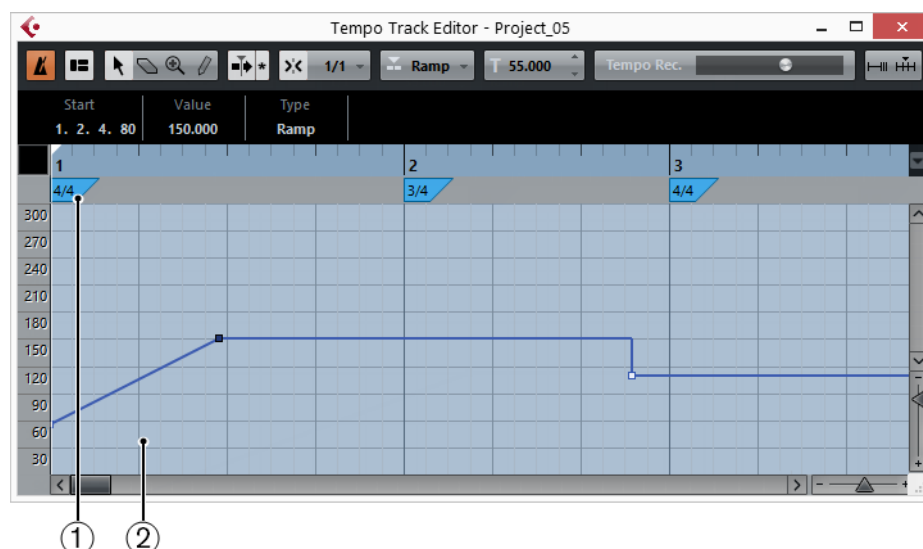 Tempo Track Editor - Project_05
1/1 Ramp T 55.000 Tempo Rec.
Start Value Type
1. 2. 4. 80 150.000 Ramp
1 2 3
4/4 3/4 4/4
300
270
240
210
180
150
120
90
60
30
① ②